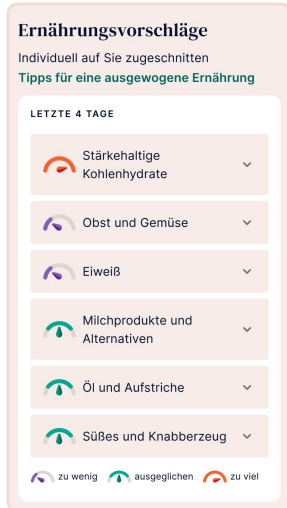 Ernährungsvorschläge
Individuell auf Sie zugeschnitten
Tipps für eine ausgewogene Ernährung
LETZTE 4 TAGE
Stärkehaltige
Kohlenhydrate
Obst und Gemüse
Eiweiß
Milchprodukte und
Alternativen
Öl und Aufstriche
Süßes und Knabberzeug
zu wenig ausgeglichen zu viel